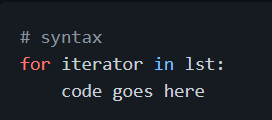 # syntax
for iterator in lst:
    code goes here